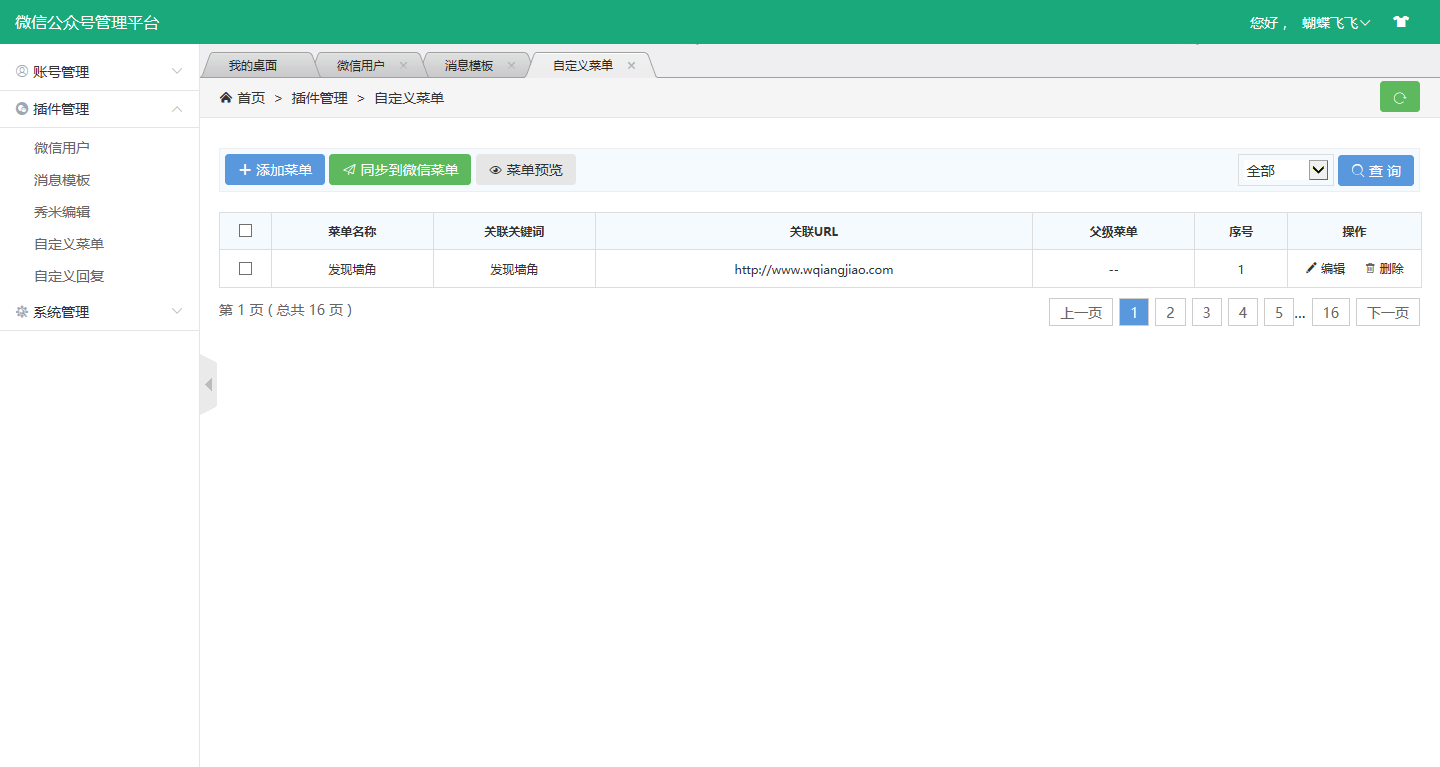 微信公众号管理平台
您好， 蝴蝶飞飞
账号管理
插件管理
微信用户
消息模板
秀米编辑
自定义菜单
自定义回复
系统管理
我的桌面 微信用户 消息模板 自定义菜单
首页 > 插件管理 > 自定义菜单
添加菜单 同步到微信菜单 菜单预览 全部 查 询
菜单名称 关联关键词 关联URL 父级菜单 序号 操作
发现墙角 发现墙角 http://www.wqiangjiao.com -- 1 编辑 删除
第 1 页 ( 总共 16 页 ) 上一页 1 2 3 4 5 ... 16 下一页